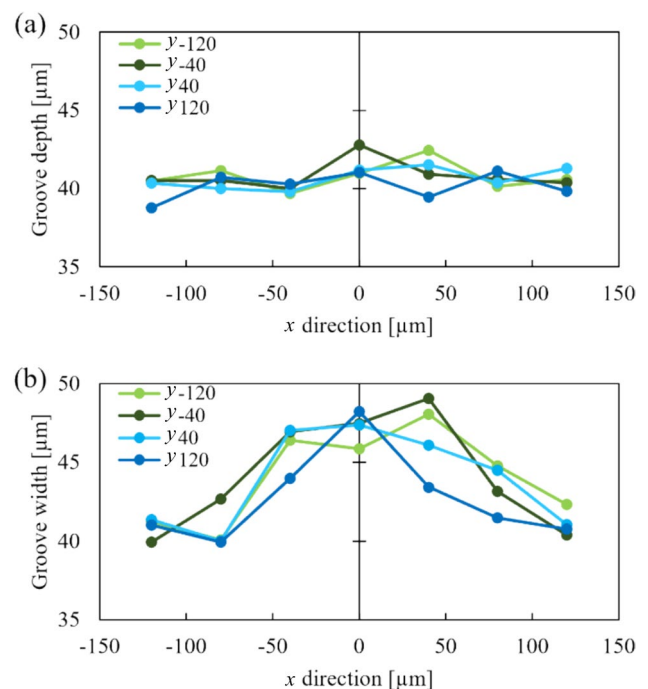 (a)
50
45
40
35
Groove depth [µm]
y-120
y-40
y40
y120
-150 -100 -50 0 50 100 150
x direction [µm]
(b)
50
45
40
35
Groove width [µm]
y-120
y-40
y40
y120
-150 -100 -50 0 50 100 150
x direction [µm]